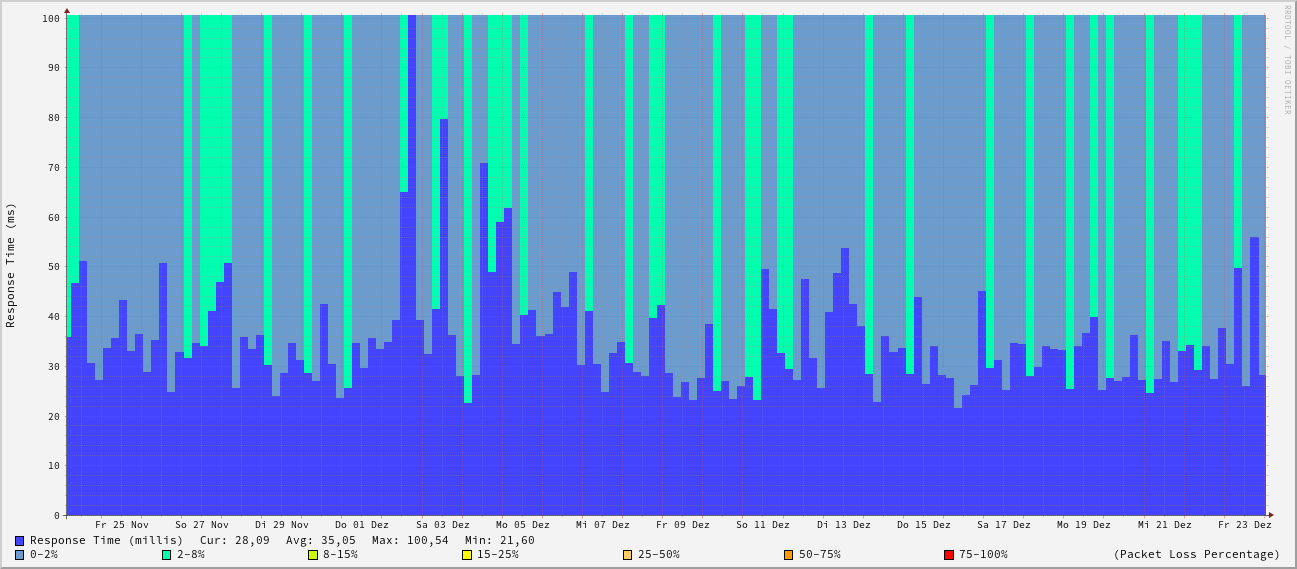 RRDTOOL / TOBI OETIKER
Response Time (ms)
100
90
80
70
60
50
40
30
20
10
0
Fr 25 Nov So 27 Nov Di 29 Nov Do 01 Dez Sa 03 Dez Mo 05 Dez Mi 07 Dez Fr 09 Dez So 11 Dez Di 13 Dez Do 15 Dez Sa 17 Dez Mo 19 Dez Mi 21 Dez Fr 23 Dez
Response Time (millis) Cur: 28,09 Avg: 35,05 Max: 100,54 Min: 21,60
0-2% 2-8% 8-15% 15-25% 25-50% 50-75% 75-100% (Packet Loss Percentage)